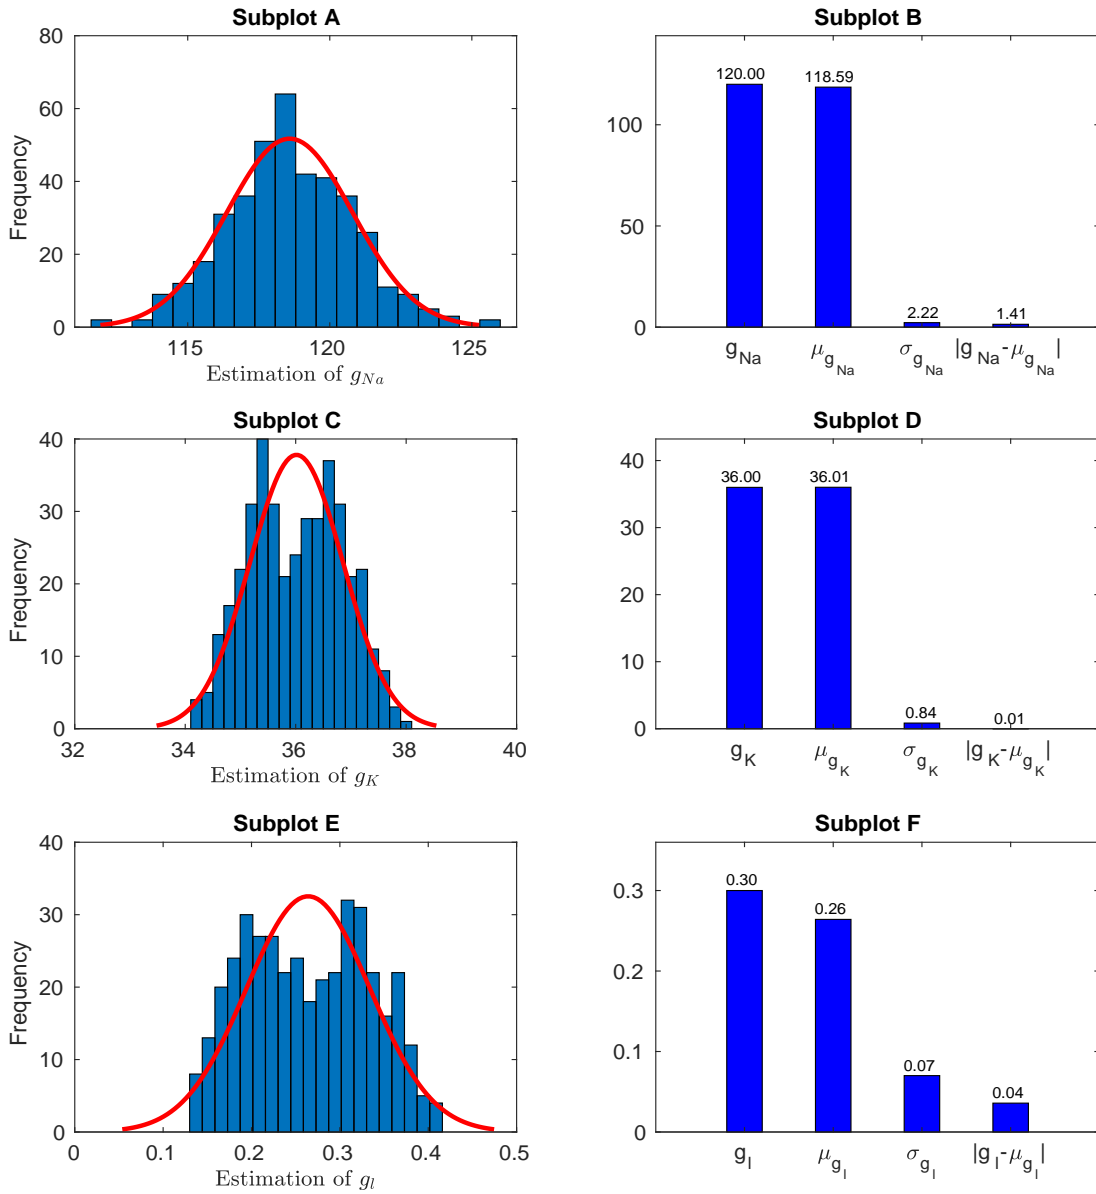 Subplot A
80
60
40
20
0
Frequency
115 120 125
Estimation of g_Na
Subplot B
100
50
0
120.00
118.59
2.22
1.41
g_Na μ_g_Na σ_g_Na |g_Na-μ_g_Na|
Subplot C
40
30
20
10
0
Frequency
32 34 36 38 40
Estimation of g_K
Subplot D
40
30
20
10
0
36.00
36.01
0.84
0.01
g_K μ_g_K σ_g_K |g_K-μ_g_K|
Subplot E
40
30
20
10
0
Frequency
0 0.1 0.2 0.3 0.4 0.5
Estimation of g_l
Subplot F
0.3
0.2
0.1
0
0.30
0.26
0.07
0.04
g_l μ_g_l σ_g_l |g_l-μ_g_l|